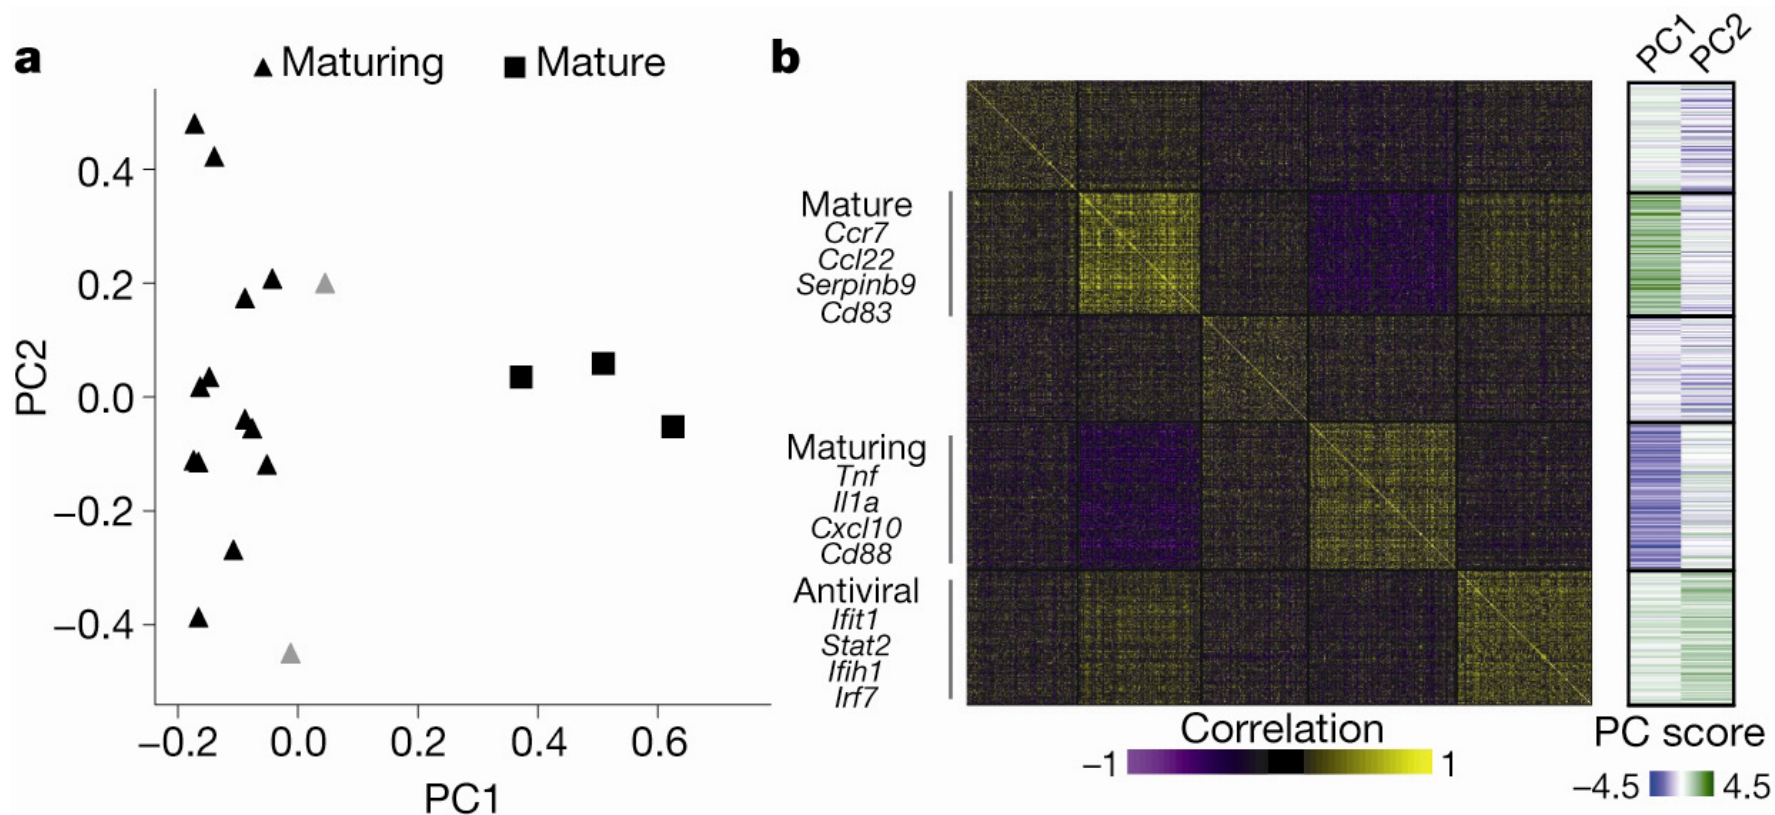 a
▲ Maturing ■ Mature
PC2
0.4
0.2
0.0
−0.2
−0.4
−0.2 0.0 0.2 0.4 0.6
PC1
b
PC1 PC2
Mature
Ccr7
Ccl22
Serpinb9
Cd83
Maturing
Tnf
Il1a
Cxcl10
Cd88
Antiviral
Ifit1
Stat2
Ifih1
Irf7
Correlation
−1 1
PC score
−4.5 4.5